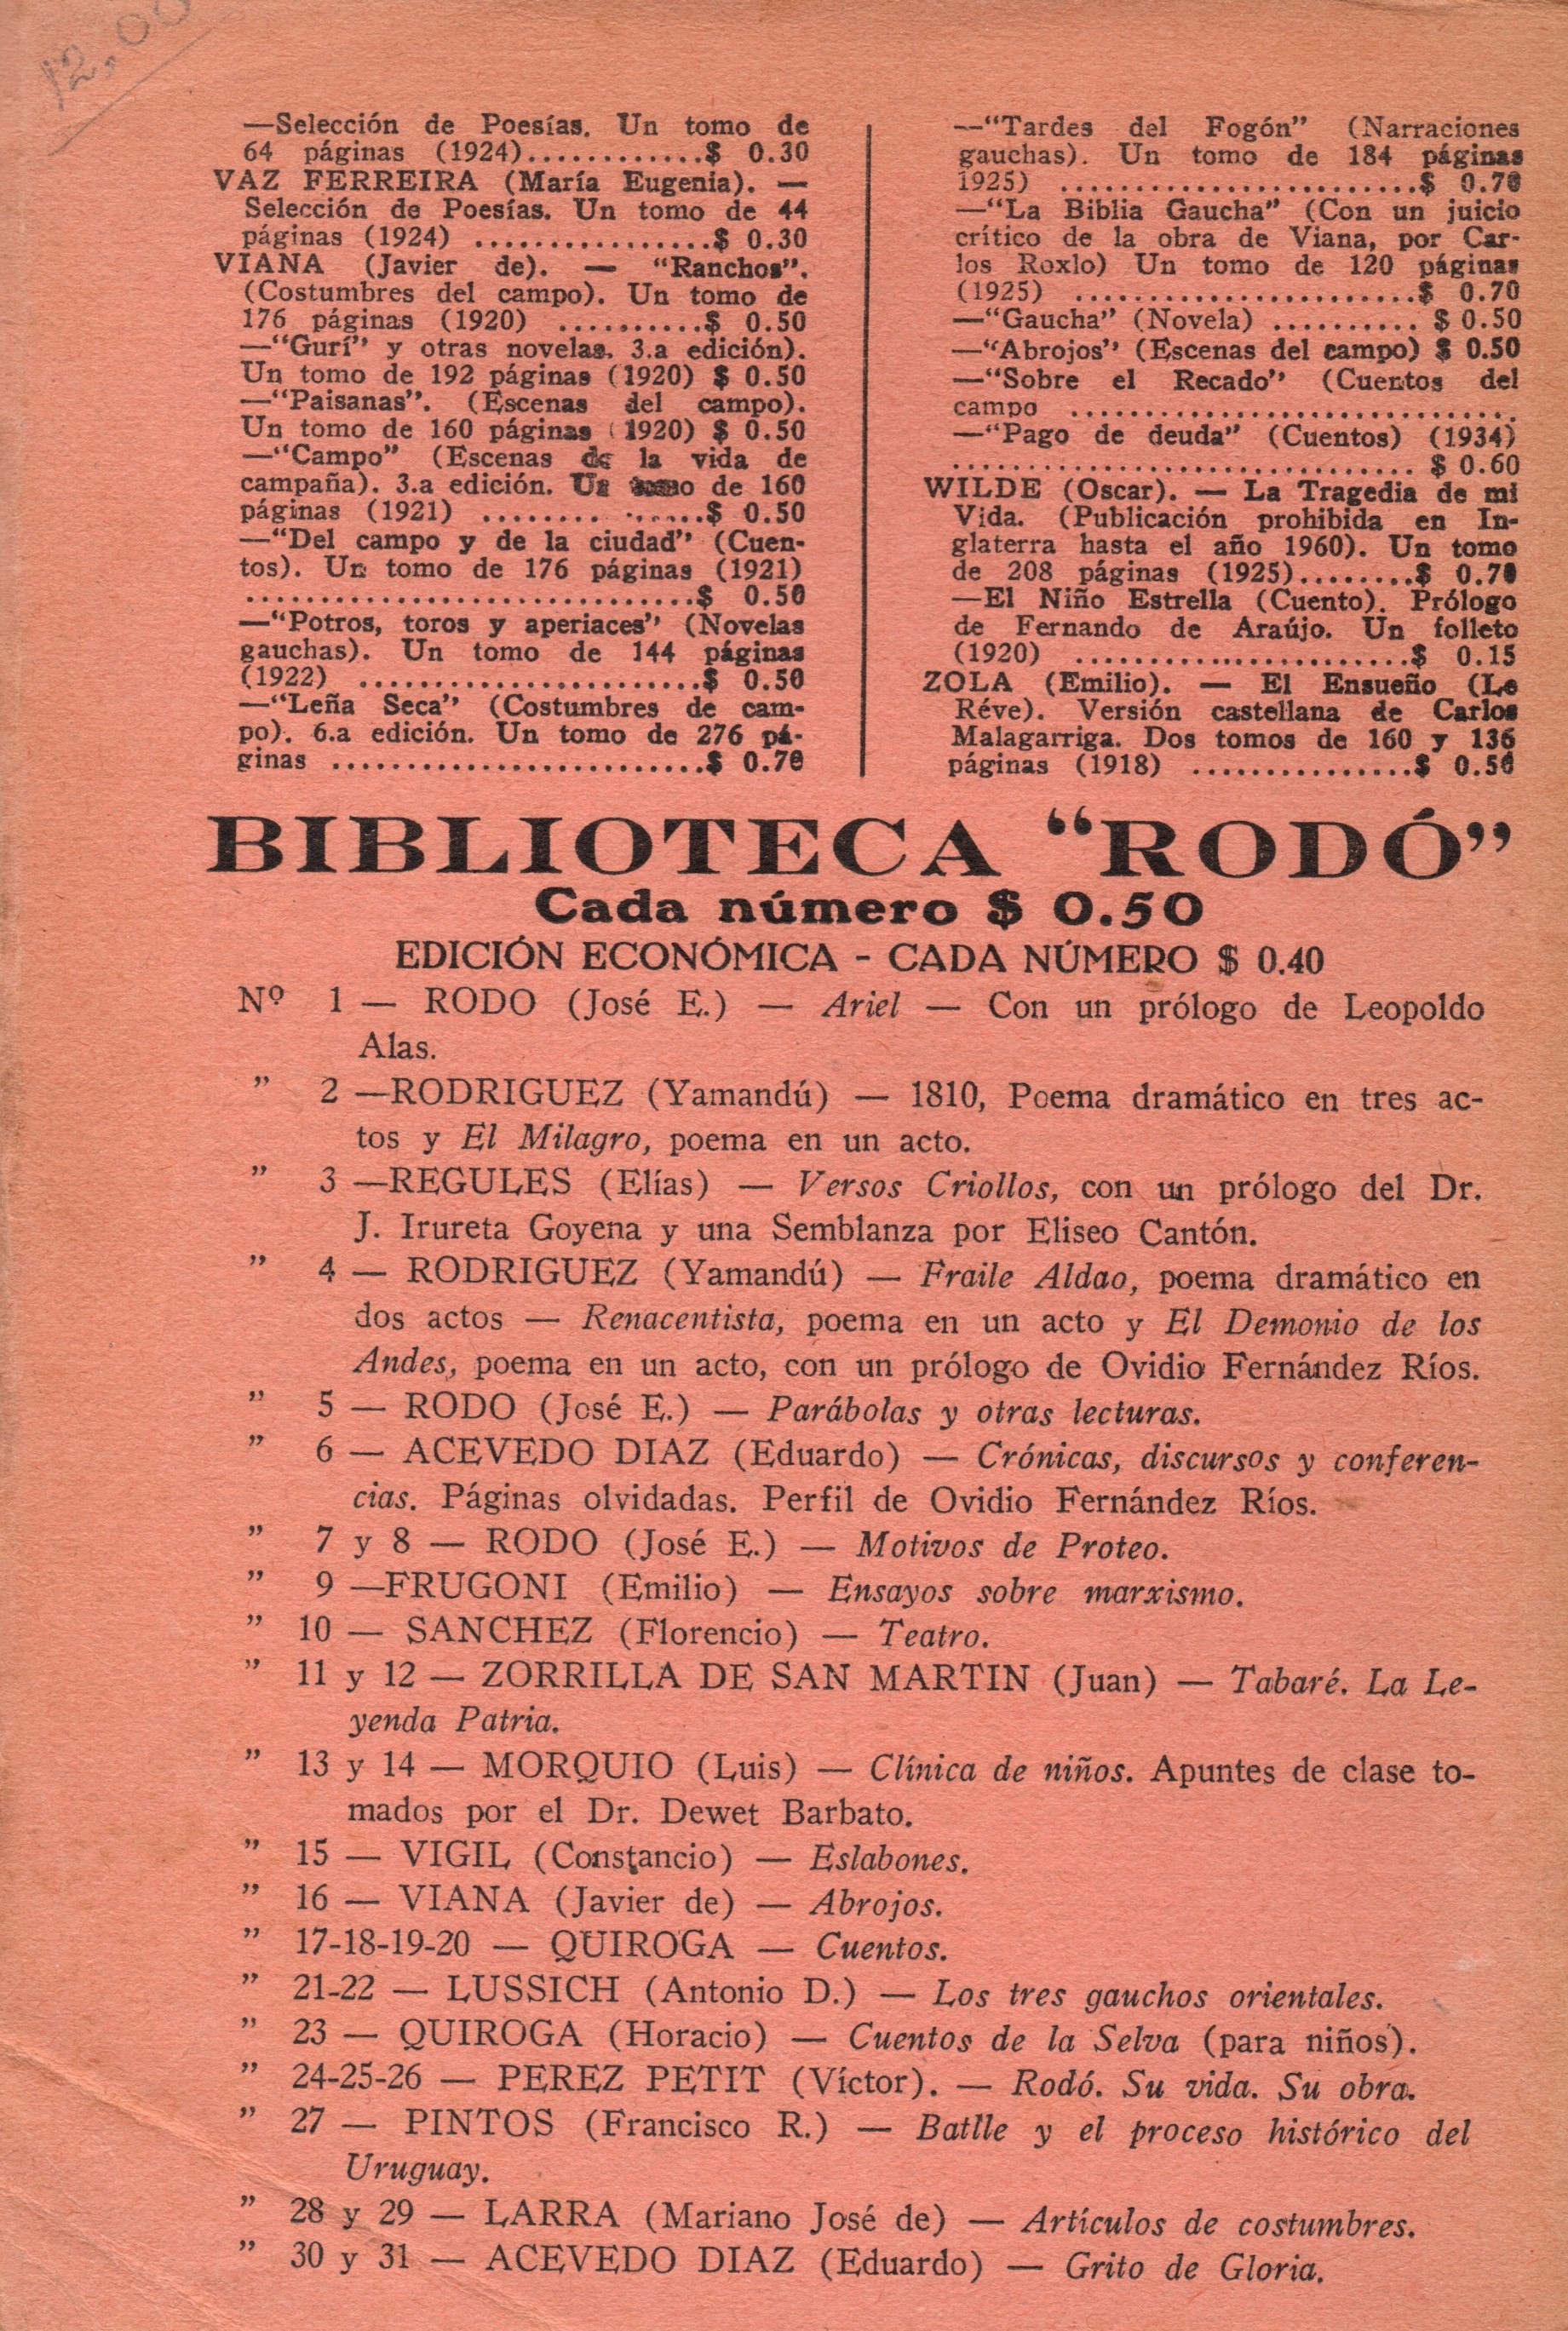 12.00
—Selección de Poesías. Un tomo de
64 páginas (1924).............$ 0.30
VAZ FERREIRA (María Eugenia). —
Selección de Poesías. Un tomo de 44
páginas (1924) .................$ 0.30
VIANA (Javier de). — “Ranchos”.
(Costumbres del campo). Un tomo de
176 páginas (1920) ...........$ 0.50
—“Gurí” y otras novelas. 3.a edición).
Un tomo de 192 páginas (1920) $ 0.50
—“Paisanas”. (Escenas del campo).
Un tomo de 160 páginas (1920) $ 0.50
—“Campo” (Escenas de la vida de
campaña). 3.a edición. Un tomo de 160
páginas (1921) ........ ......$ 0.50
—“Del campo y de la ciudad” (Cuen-
tos). Un tomo de 176 páginas (1921)
.................................$ 0.50
—“Potros, toros y aperiaces” (Novelas
gauchas). Un tomo de 144 páginas
(1922) .........................$ 0.50
—“Leña Seca” (Costumbres de cam-
po). 6.a edición. Un tomo de 276 pá-
ginas ...........................$ 0.70
—“Tardes del Fogón” (Narraciones
gauchas). Un tomo de 184 páginas
1925) ..........................$ 0.70
—“La Biblia Gaucha” (Con un juicio
crítico de la obra de Viana, por Car-
los Roxlo) Un tomo de 120 páginas
(1925) .........................$ 0.70
—“Gaucha” (Novela) .......... $ 0.50
—“Abrojos” (Escenas del campo) $ 0.50
—“Sobre el Recado” (Cuentos del
campo ................................
—“Pago de deuda” (Cuentos) (1934)
................................. $ 0.60
WILDE (Oscar). — La Tragedia de mi
Vida. (Publicación prohibida en In-
glaterra hasta el año 1960). Un tomo
de 208 páginas (1925)........$ 0.70
—El Niño Estrella (Cuento). Prólogo
de Fernando de Araújo. Un folleto
(1920) ........................$ 0.15
ZOLA (Emilio). — El Ensueño (Le
Réve). Versión castellana de Carlos
Malagarriga. Dos tomos de 160 y 136
páginas (1918) ................$ 0.50
BIBLIOTECA “RODÓ”
Cada número $ 0.50
EDICIÓN ECONÓMICA - CADA NÚMERO $ 0.40
Nº 1 — RODO (José E.) — Ariel — Con un prólogo de Leopoldo
Alas.
” 2 —RODRIGUEZ (Yamandú) — 1810, Poema dramático en tres ac-
tos y El Milagro, poema en un acto.
” 3 —REGULES (Elías) — Versos Criollos, con un prólogo del Dr.
J. Irureta Goyena y una Semblanza por Eliseo Cantón.
” 4 — RODRIGUEZ (Yamandú) — Fraile Aldao, poema dramático en
dos actos — Renacentista, poema en un acto y El Demonio de los
Andes, poema en un acto, con un prólogo de Ovidio Fernández Ríos.
” 5 — RODO (José E.) — Parábolas y otras lecturas.
” 6 — ACEVEDO DIAZ (Eduardo) — Crónicas, discursos y conferen-
cias. Páginas olvidadas. Perfil de Ovidio Fernández Ríos.
” 7 y 8 — RODO (José E.) — Motivos de Proteo.
” 9 —FRUGONI (Emilio) — Ensayos sobre marxismo.
” 10 — SANCHEZ (Florencio) — Teatro.
” 11 y 12 — ZORRILLA DE SAN MARTIN (Juan) — Tabaré. La Le-
yenda Patria.
” 13 y 14 — MORQUIO (Luis) — Clínica de niños. Apuntes de clase to-
mados por el Dr. Dewet Barbato.
” 15 — VIGIL (Constancio) — Eslabones.
” 16 — VIANA (Javier de) — Abrojos.
” 17-18-19-20 — QUIROGA — Cuentos.
” 21-22 — LUSSICH (Antonio D.) — Los tres gauchos orientales.
” 23 — QUIROGA (Horacio) — Cuentos de la Selva (para niños).
” 24-25-26 — PEREZ PETIT (Víctor). — Rodó. Su vida. Su obra.
” 27 — PINTOS (Francisco R.) — Batlle y el proceso histórico del
Uruguay.
” 28 y 29 — LARRA (Mariano José de) — Artículos de costumbres.
” 30 y 31 — ACEVEDO DIAZ (Eduardo) — Grito de Gloria.